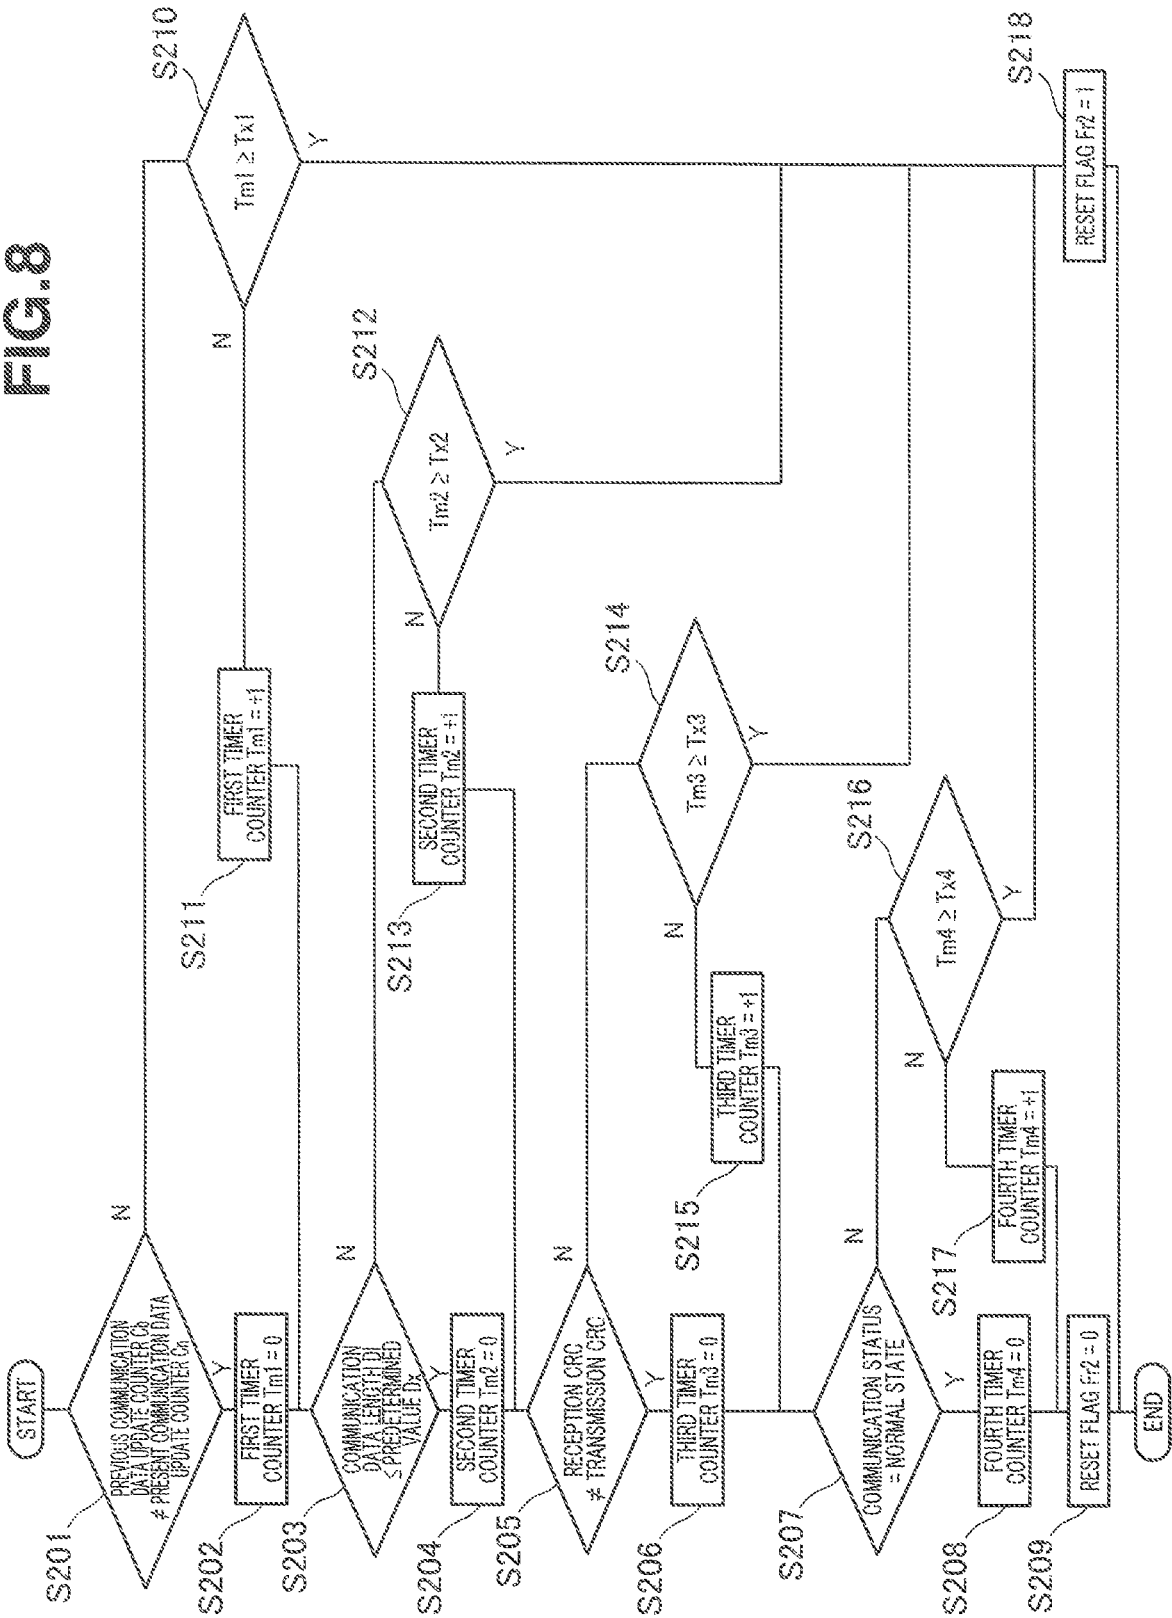 FIG.8
START
S201
PREVIOUS COMMUNICATION
DATA UPDATE COUNTER Cb
≠ PRESENT COMMUNICATION DATA
UPDATE COUNTER Cn
N
Y
S210
Tm1 ≥ Tx1
N
Y
S202
FIRST TIMER
COUNTER Tm1 = 0
S211
FIRST TIMER
COUNTER Tm1 = +1
S203
COMMUNICATION
DATA LENGTH Dl
≤ PREDETERMINED
VALUE Dx
N
Y
S212
Tm2 ≥ Tx2
N
Y
S204
SECOND TIMER
COUNTER Tm2 = 0
S213
SECOND TIMER
COUNTER Tm2 = +1
S205
RECEPTION CRC
≠ TRANSMISSION CRC
N
Y
S214
Tm3 ≥ Tx3
N
Y
S206
THIRD TIMER
COUNTER Tm3 = 0
S215
THIRD TIMER
COUNTER Tm3 = +1
S207
COMMUNICATION STATUS
= NORMAL STATE
N
Y
S216
Tm4 ≥ Tx4
N
Y
S208
FOURTH TIMER
COUNTER Tm4 = 0
S217
FOURTH TIMER
COUNTER Tm4 = +1
S209
RESET FLAG Fr2 = 0
S218
RESET FLAG Fr2 = 1
END